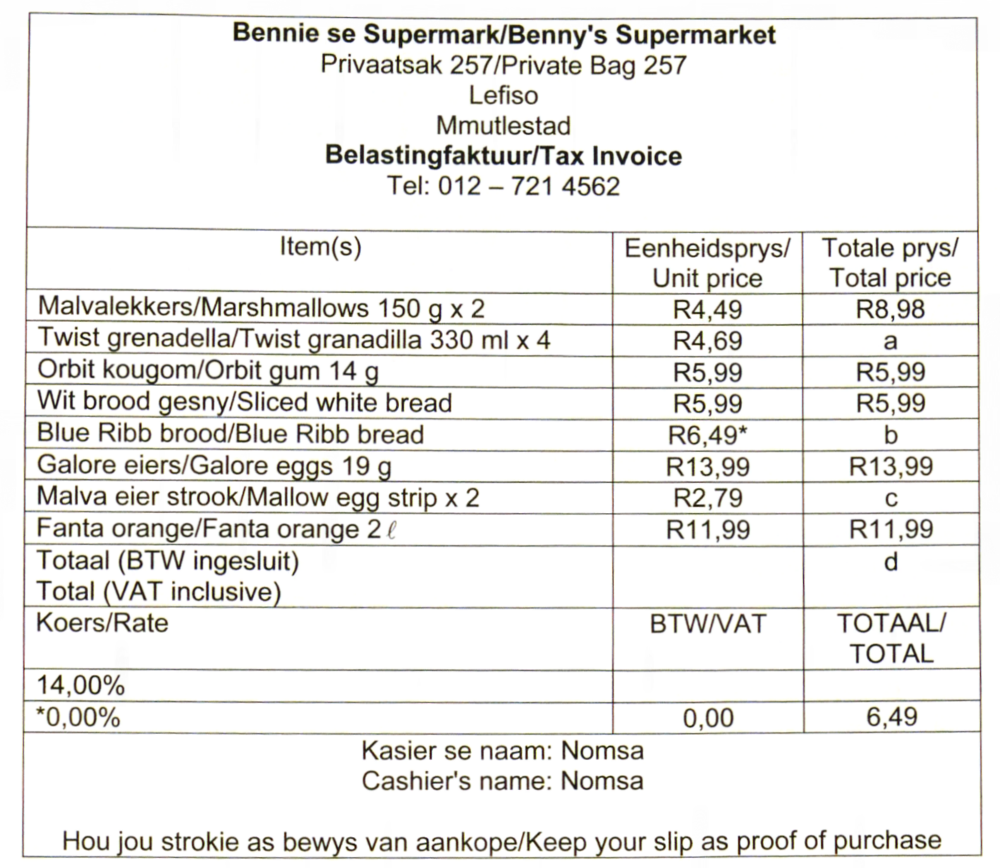 Bennie se Supermark/Benny's Supermarket
Privaatsak 257/Private Bag 257
Lefiso
Mmutlestad
Belastingfaktuur/Tax Invoice
Tel: 012 – 721 4562
Item(s) Eenheidsprys/ Totale prys/
Unit price Total price
Malvalekkers/Marshmallows 150 g x 2 R4,49 R8,98
Twist grenadella/Twist granadilla 330 ml x 4 R4,69 a
Orbit kougom/Orbit gum 14 g R5,99 R5,99
Wit brood gesny/Sliced white bread R5,99 R5,99
Blue Ribb brood/Blue Ribb bread R6,49* b
Galore eiers/Galore eggs 19 g R13,99 R13,99
Malva eier strook/Mallow egg strip x 2 R2,79 c
Fanta orange/Fanta orange 2 ℓ R11,99 R11,99
Totaal (BTW ingesluit) d
Total (VAT inclusive)
Koers/Rate BTW/VAT TOTAAL/
TOTAL
14,00%
*0,00% 0,00 6,49
Kasier se naam: Nomsa
Cashier's name: Nomsa
Hou jou strokie as bewys van aankope/Keep your slip as proof of purchase